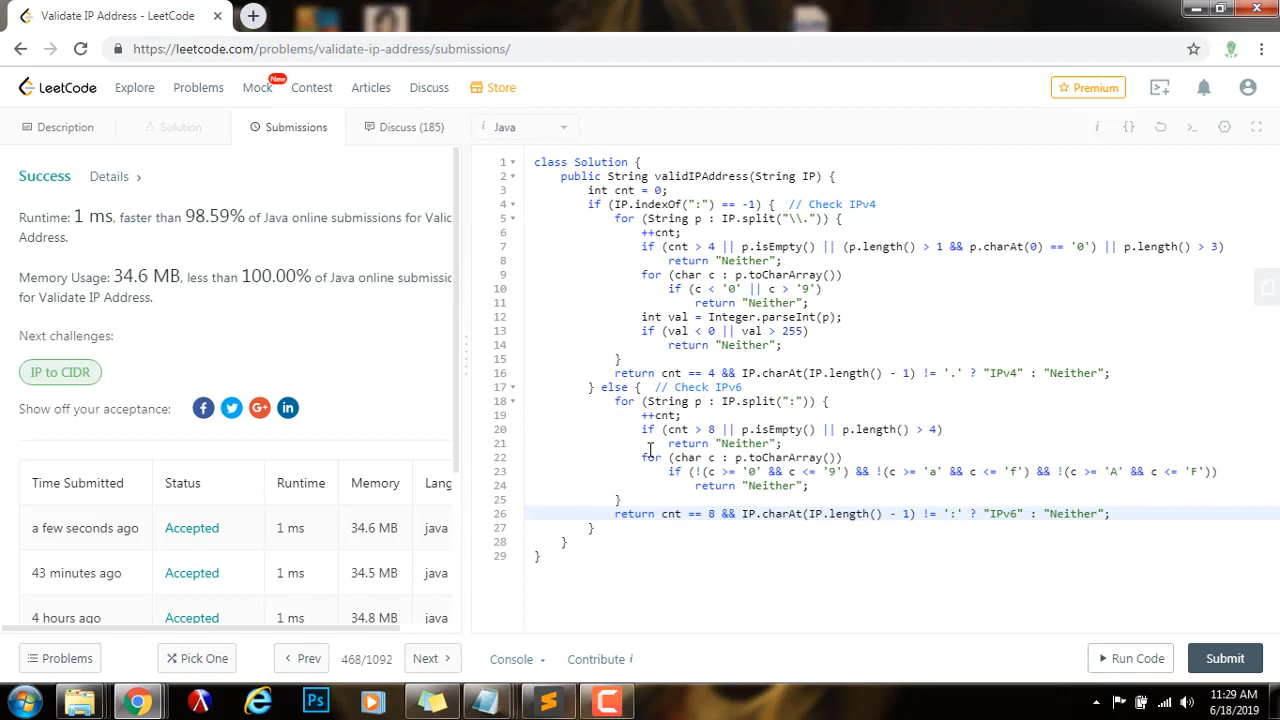 Validate IP Address - LeetCode
https://leetcode.com/problems/validate-ip-address/submissions/
LeetCode Explore Problems Mock New Contest Articles Discuss Store Premium
Description Solution Submissions Discuss (185) i Java
Success Details >
Runtime: 1 ms, faster than 98.59% of Java online submissions for Valid
Address.
Memory Usage: 34.6 MB, less than 100.00% of Java online submissio
for Validate IP Address.
Next challenges:
IP to CIDR
Show off your acceptance:
Time Submitted Status Runtime Memory Lang
a few seconds ago Accepted 1 ms 34.6 MB java
43 minutes ago Accepted 1 ms 34.5 MB java
4 hours ago Accepted 1 ms 34.8 MB java
1 class Solution {
2 public String validIPAddress(String IP) {
3 int cnt = 0;
4 if (IP.indexOf(":") == -1) { // Check IPv4
5 for (String p : IP.split("\\.")) {
6 ++cnt;
7 if (cnt > 4 || p.isEmpty() || (p.length() > 1 && p.charAt(0) == '0') || p.length() > 3)
8 return "Neither";
9 for (char c : p.toCharArray())
10 if (c < '0' || c > '9')
11 return "Neither";
12 int val = Integer.parseInt(p);
13 if (val < 0 || val > 255)
14 return "Neither";
15 }
16 return cnt == 4 && IP.charAt(IP.length() - 1) != '.' ? "IPv4" : "Neither";
17 } else { // Check IPv6
18 for (String p : IP.split(":")) {
19 ++cnt;
20 if (cnt > 8 || p.isEmpty() || p.length() > 4)
21 return "Neither";
22 for (char c : p.toCharArray())
23 if (!(c >= '0' && c <= '9') && !(c >= 'a' && c <= 'f') && !(c >= 'A' && c <= 'F'))
24 return "Neither";
25 }
26 return cnt == 8 && IP.charAt(IP.length() - 1) != ':' ? "IPv6" : "Neither";
27 }
28 }
29 }
Problems Pick One Prev 468/1092 Next Console Contribute i Run Code Submit
Ps
11:29 AM
6/18/2019